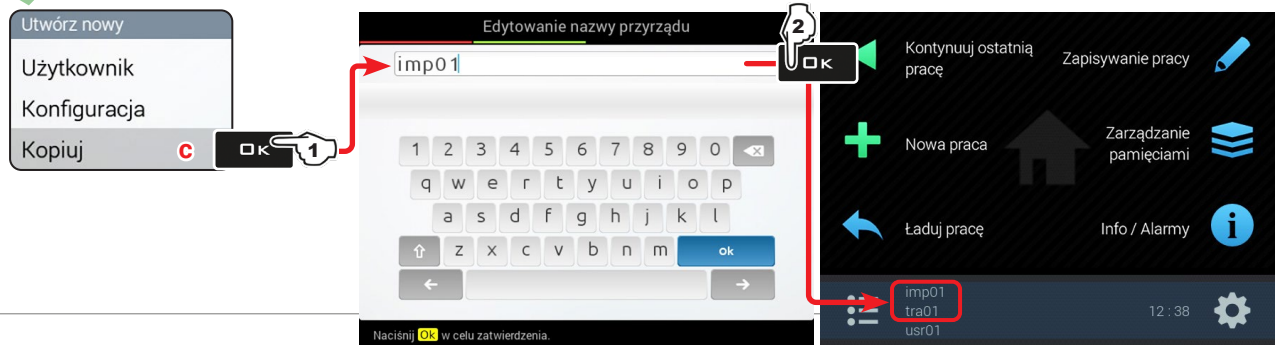 Utwórz nowy
Użytkownik
Konfiguracja
Kopiuj
C
OK
1
Edytowanie nazwy przyrządu
imp01
2
OK
1 2 3 4 5 6 7 8 9 0
q w e r t y u i o p
a s d f g h j k l
z x c v b n m ok
Naciśnij Ok w celu zatwierdzenia.
Kontynuuj ostatnią
pracę
Zapisywanie pracy
Nowa praca
Zarządzanie
pamięciami
Ładuj pracę
Info / Alarmy
imp01
tra01
usr01
12 : 38